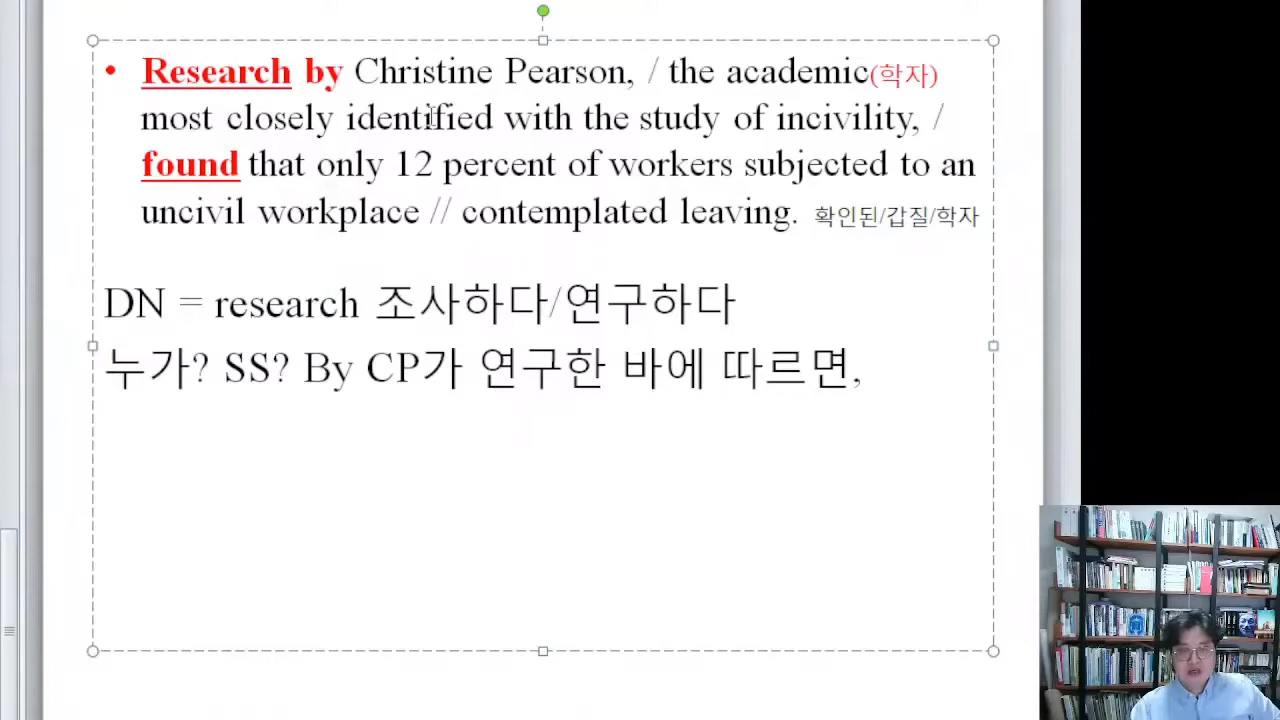 • Research by Christine Pearson, / the academic(학자)
most closely identified with the study of incivility, /
found that only 12 percent of workers subjected to an
uncivil workplace // contemplated leaving. 확인된/갑질/학자
DN = research 조사하다/연구하다
누가? SS? By CP가 연구한 바에 따르면,